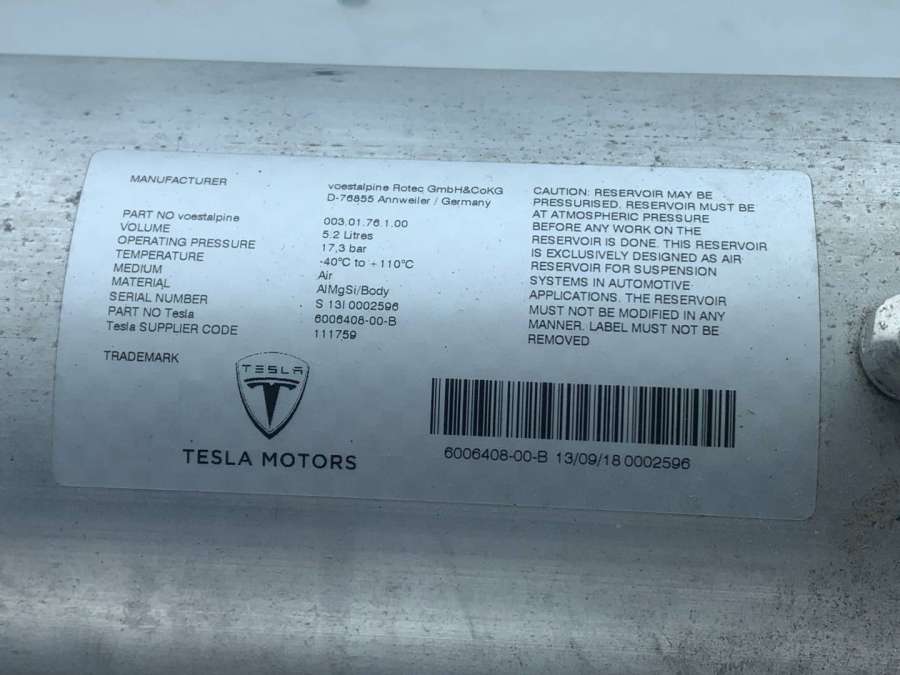 MANUFACTURER voestalpine Rotec GmbH&CoKG
D-76855 Annweiler / Germany
PART NO voestalpine 003.01.76.1.00
VOLUME 5.2 Litres
OPERATING PRESSURE 17,3 bar
TEMPERATURE -40°C to +110°C
MEDIUM Air
MATERIAL AlMgSi/Body
SERIAL NUMBER S 13I 0002596
PART NO Tesla 6006408-00-B
Tesla SUPPLIER CODE 111759
TRADEMARK
TESLA
TESLA MOTORS
CAUTION: RESERVOIR MAY BE
PRESSURISED. RESERVOIR MUST BE
AT ATMOSPHERIC PRESSURE
BEFORE ANY WORK ON THE
RESERVOIR IS DONE. THIS RESERVOIR
IS EXCLUSIVELY DESIGNED AS AIR
RESERVOIR FOR SUSPENSION
SYSTEMS IN AUTOMOTIVE
APPLICATIONS. THE RESERVOIR
MUST NOT BE MODIFIED IN ANY
MANNER. LABEL MUST NOT BE
REMOVED
6006408-00-B 13/09/18 0002596